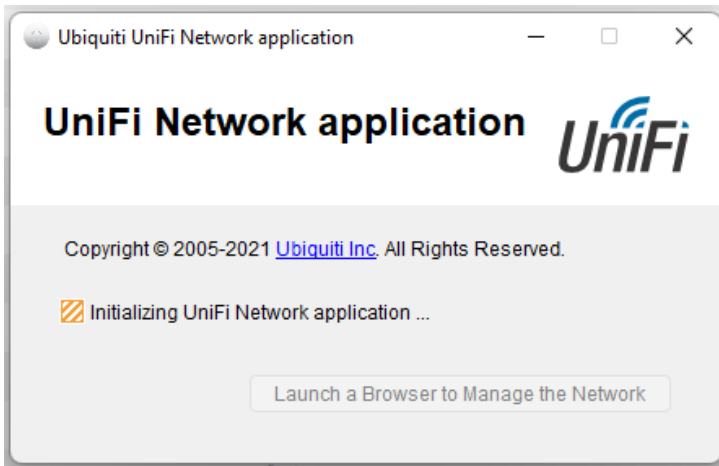 Ubiquiti UniFi Network application
UniFi Network application
UniFi
Copyright © 2005-2021 Ubiquiti Inc. All Rights Reserved.
Initializing UniFi Network application ...
Launch a Browser to Manage the Network